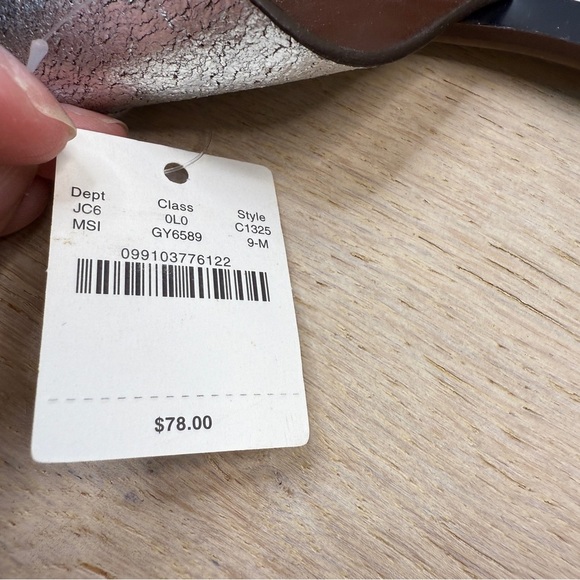 Dept Class Style
JC6 0L0 C1325
MSI GY6589 9-M
099103776122
$78.00